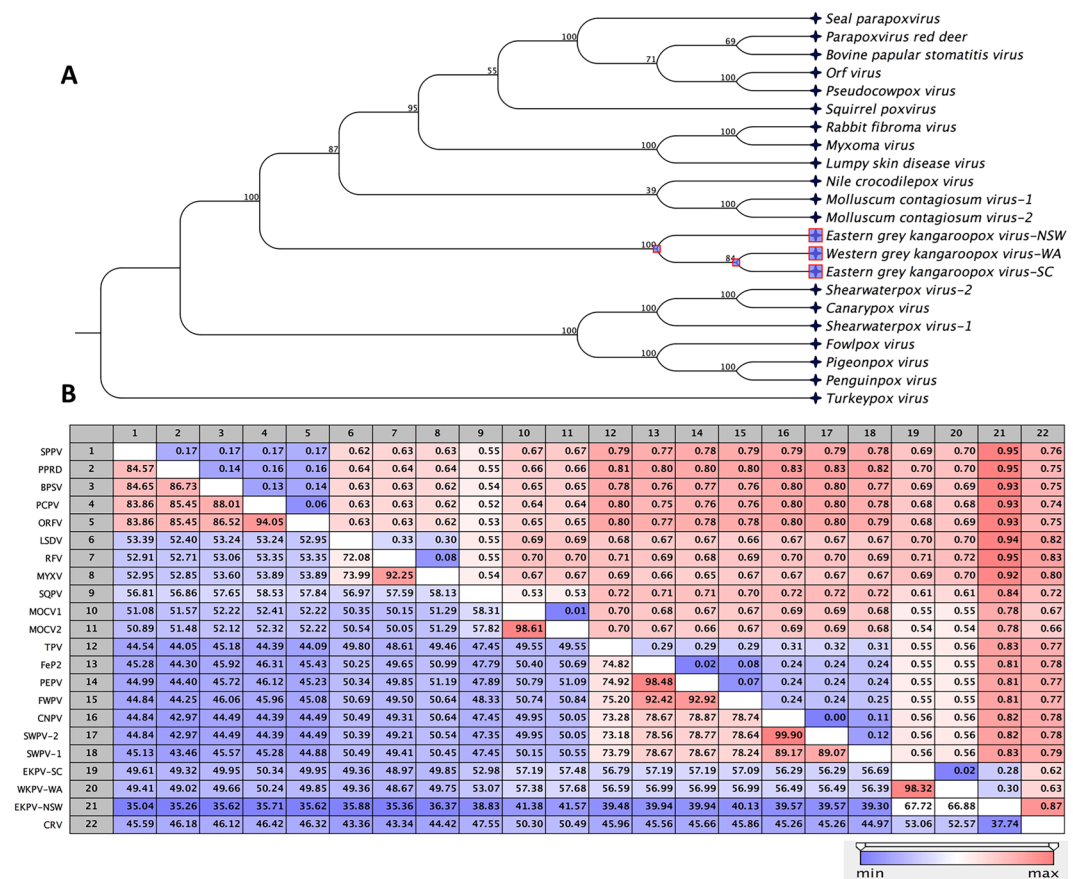 A
Seal parapoxvirus
100
Parapoxvirus red deer
69
Bovine papular stomatitis virus
71
Orf virus
55
100
Pseudocowpox virus
95
Squirrel poxvirus
Rabbit fibroma virus
100
Myxoma virus
87
100
Lumpy skin disease virus
Nile crocodilepox virus
39
100
Molluscum contagiosum virus-1
100
Molluscum contagiosum virus-2
Eastern grey kangaroopox virus-NSW
100
Western grey kangaroopox virus-WA
84
Eastern grey kangaroopox virus-SC
Shearwaterpox virus-2
100
Canarypox virus
100
Shearwaterpox virus-1
100
Fowlpox virus
100
Pigeonpox virus
100
Penguinpox virus
Turkeypox virus
B
1 2 3 4 5 6 7 8 9 10 11 12 13 14 15 16 17 18 19 20 21 22
SPPV 1 0.17 0.17 0.17 0.17 0.62 0.63 0.63 0.55 0.67 0.67 0.79 0.77 0.78 0.79 0.79 0.79 0.78 0.69 0.70 0.95 0.76
PPRD 2 84.57 0.14 0.16 0.16 0.64 0.64 0.64 0.55 0.66 0.66 0.81 0.80 0.80 0.80 0.83 0.83 0.82 0.70 0.70 0.95 0.75
BPSV 3 84.65 86.73 0.13 0.14 0.63 0.63 0.62 0.54 0.65 0.65 0.78 0.76 0.77 0.76 0.80 0.80 0.77 0.69 0.69 0.93 0.75
PCPV 4 83.86 85.45 88.01 0.06 0.63 0.63 0.62 0.52 0.64 0.64 0.80 0.75 0.76 0.76 0.80 0.80 0.78 0.68 0.68 0.93 0.74
ORFV 5 83.86 85.45 86.52 94.05 0.63 0.63 0.62 0.53 0.65 0.65 0.80 0.77 0.78 0.78 0.80 0.80 0.79 0.68 0.69 0.93 0.75
LSDV 6 53.39 52.40 53.24 53.24 52.95 0.33 0.30 0.55 0.69 0.69 0.68 0.67 0.68 0.66 0.67 0.67 0.67 0.70 0.70 0.94 0.82
RFV 7 52.91 52.71 53.06 53.35 53.35 72.08 0.08 0.55 0.70 0.70 0.71 0.69 0.69 0.68 0.70 0.70 0.69 0.71 0.72 0.95 0.83
MYXV 8 52.95 52.85 53.60 53.89 53.89 73.99 92.25 0.54 0.67 0.67 0.69 0.66 0.65 0.67 0.67 0.67 0.67 0.69 0.70 0.92 0.80
SQPV 9 56.81 56.86 57.65 58.53 57.84 56.97 57.59 58.13 0.53 0.53 0.72 0.71 0.71 0.70 0.72 0.72 0.72 0.61 0.61 0.84 0.72
MOCV1 10 51.08 51.57 52.22 52.41 52.22 50.35 50.15 51.29 58.31 0.01 0.70 0.68 0.67 0.67 0.69 0.69 0.68 0.55 0.55 0.78 0.67
MOCV2 11 50.89 51.48 52.12 52.32 52.22 50.54 50.05 51.29 57.82 98.61 0.70 0.67 0.66 0.67 0.69 0.69 0.68 0.54 0.54 0.78 0.66
TPV 12 44.54 44.05 45.18 44.39 44.09 49.80 48.61 49.46 47.45 49.55 49.55 0.29 0.29 0.29 0.31 0.32 0.31 0.55 0.56 0.83 0.77
FeP2 13 45.28 44.30 45.92 46.31 45.43 50.25 49.65 50.99 47.79 50.40 50.69 74.82 0.02 0.08 0.24 0.24 0.24 0.55 0.55 0.81 0.78
PEPV 14 44.99 44.40 45.72 46.12 45.23 50.34 49.85 51.19 47.89 50.79 51.09 74.92 98.48 0.07 0.24 0.24 0.24 0.55 0.55 0.81 0.77
FWPV 15 44.84 44.25 46.06 45.96 45.08 50.69 49.50 50.64 48.33 50.74 50.84 75.20 92.42 92.92 0.24 0.24 0.25 0.55 0.55 0.81 0.77
CNPV 16 44.84 42.97 44.49 44.39 44.49 50.49 49.31 50.64 47.45 49.95 50.05 73.28 78.67 78.87 78.74 0.00 0.11 0.56 0.56 0.82 0.78
SWPV-2 17 44.84 42.97 44.49 44.49 44.49 50.39 49.21 50.54 47.35 49.95 50.05 73.18 78.56 78.77 78.64 99.90 0.12 0.56 0.56 0.82 0.78
SWPV-1 18 45.13 43.46 45.57 45.28 44.88 50.49 49.41 50.45 47.45 50.05 50.15 73.79 78.67 78.67 78.24 89.17 89.07 0.56 0.56 0.83 0.79
EKPV-SC 19 49.61 49.32 49.95 50.34 49.95 49.36 48.97 49.85 52.98 57.19 57.48 56.79 57.19 57.19 57.09 56.29 56.29 56.69 0.02 0.28 0.62
WKPV-WA 20 49.41 49.02 49.66 50.24 49.85 49.36 48.67 49.75 53.07 57.38 57.68 56.59 56.99 56.99 56.99 56.49 56.49 56.39 98.32 0.30 0.63
EKPV-NSW 21 35.04 35.26 35.62 35.71 35.62 35.88 35.36 36.37 38.83 41.38 41.57 39.48 39.94 39.94 40.13 39.57 39.57 39.30 67.72 66.88 0.87
CRV 22 45.59 46.18 46.12 46.42 46.32 43.36 43.34 44.42 47.55 50.30 50.49 45.96 45.56 45.66 45.86 45.26 45.26 44.97 53.06 52.57 37.74
min max